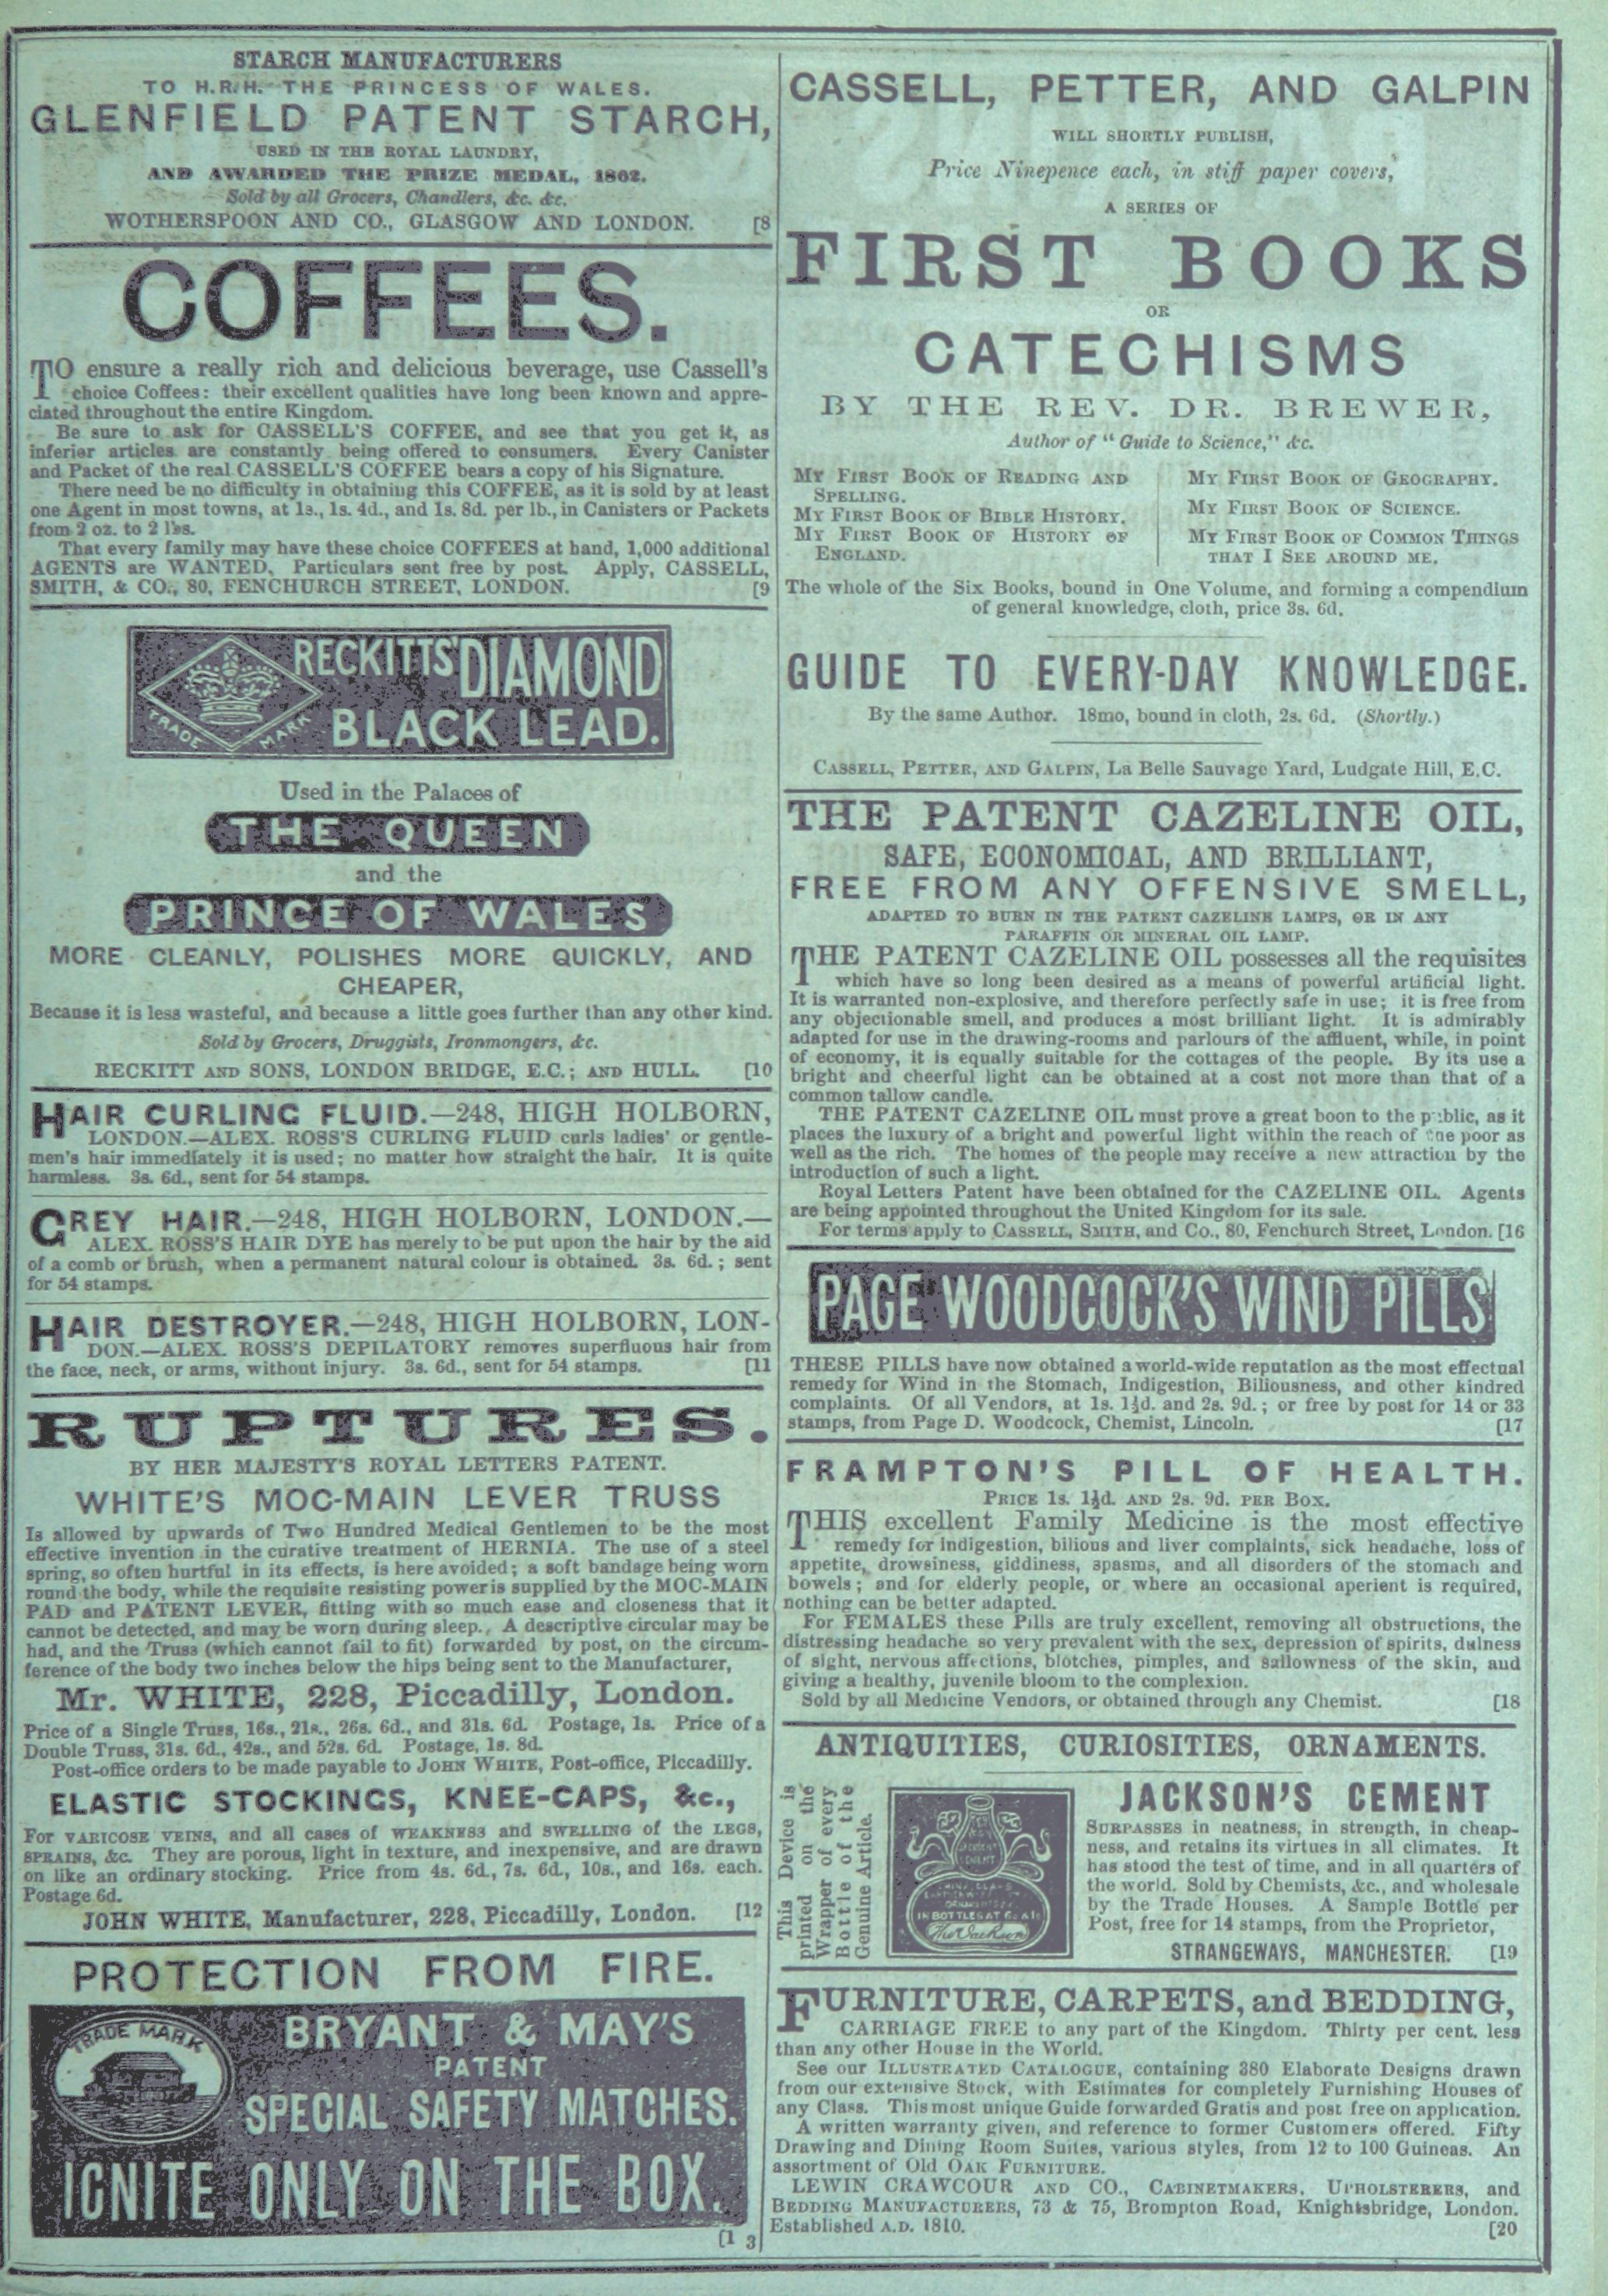 STARCH MANUFACTURERS
TO H.R.H. THE PRINCESS OF WALES.
GLENFIELD PATENT STARCH,
USED IN THE ROYAL LAUNDRY,
AND AWARDED THE PRIZE MEDAL, 1862.
Sold by all Grocers, Chandlers, &c. &c.
WOTHERSPOON AND CO., GLASGOW AND LONDON. [8
COFFEES.
TO ensure a really rich and delicious beverage, use Cassell's
choice Coffees: their excellent qualities have long been known and appre-
ciated throughout the entire Kingdom.
Be sure to ask for CASSELL'S COFFEE, and see that you get it, as
inferior articles are constantly being offered to consumers. Every Canister
and Packet of the real CASSELL'S COFFEE bears a copy of his Signature.
There need be no difficulty in obtaining this COFFEE, as it is sold by at least
one Agent in most towns, at 1s., 1s. 4d., and 1s. 8d. per lb., in Canisters or Packets
from 2 oz. to 2 lbs.
That every family may have these choice COFFEES at hand, 1,000 additional
AGENTS are WANTED. Particulars sent free by post. Apply, CASSELL,
SMITH, & CO., 80, FENCHURCH STREET, LONDON. [9
RECKITTS' DIAMOND
BLACK LEAD.
TRADE MARK
Used in the Palaces of
THE QUEEN
and the
PRINCE OF WALES
MORE CLEANLY, POLISHES MORE QUICKLY, AND
CHEAPER,
Because it is less wasteful, and because a little goes further than any other kind.
Sold by Grocers, Druggists, Ironmongers, &c.
RECKITT AND SONS, LONDON BRIDGE, E.C.; AND HULL. [10
HAIR CURLING FLUID.—248, HIGH HOLBORN,
LONDON.—ALEX. ROSS'S CURLING FLUID curls ladies' or gentle-
men's hair immediately it is used; no matter how straight the hair. It is quite
harmless. 3s. 6d., sent for 54 stamps.
GREY HAIR.—248, HIGH HOLBORN, LONDON.—
ALEX. ROSS'S HAIR DYE has merely to be put upon the hair by the aid
of a comb or brush, when a permanent natural colour is obtained. 3s. 6d.; sent
for 54 stamps.
HAIR DESTROYER.—248, HIGH HOLBORN, LON-
DON.—ALEX. ROSS'S DEPILATORY removes superfluous hair from
the face, neck, or arms, without injury. 3s. 6d., sent for 54 stamps. [11
RUPTURES.
BY HER MAJESTY'S ROYAL LETTERS PATENT.
WHITE'S MOC-MAIN LEVER TRUSS
Is allowed by upwards of Two Hundred Medical Gentlemen to be the most
effective invention in the curative treatment of HERNIA. The use of a steel
spring, so often hurtful in its effects, is here avoided; a soft bandage being worn
round the body, while the requisite resisting power is supplied by the MOC-MAIN
PAD and PATENT LEVER, fitting with so much ease and closeness that it
cannot be detected, and may be worn during sleep. A descriptive circular may be
had, and the Truss (which cannot fail to fit) forwarded by post, on the circum-
ference of the body two inches below the hips being sent to the Manufacturer,
Mr. WHITE, 228, Piccadilly, London.
Price of a Single Truss, 16s., 21s., 26s. 6d., and 31s. 6d. Postage, 1s. Price of a
Double Truss, 31s. 6d., 42s., and 52s. 6d. Postage, 1s. 8d.
Post-office orders to be made payable to JOHN WHITE, Post-office, Piccadilly.
ELASTIC STOCKINGS, KNEE-CAPS, &c.,
For VARICOSE VEINS, and all cases of WEAKNESS and SWELLING of the LEGS,
SPRAINS, &c. They are porous, light in texture, and inexpensive, and are drawn
on like an ordinary stocking. Price from 4s. 6d., 7s. 6d., 10s., and 16s. each.
Postage 6d.
JOHN WHITE, Manufacturer, 228, Piccadilly, London. [12
PROTECTION FROM FIRE.
TRADE MARK
BRYANT & MAY'S
PATENT
SPECIAL SAFETY MATCHES.
IGNITE ONLY ON THE BOX.
[1 3
CASSELL, PETTER, AND GALPIN
WILL SHORTLY PUBLISH,
Price Ninepence each, in stiff paper covers,
A SERIES OF
FIRST BOOKS
OR
CATECHISMS
BY THE REV. DR. BREWER,
Author of "Guide to Science," &c.
MY FIRST BOOK OF READING AND
SPELLING.
MY FIRST BOOK OF BIBLE HISTORY.
MY FIRST BOOK OF HISTORY OF
ENGLAND.
MY FIRST BOOK OF GEOGRAPHY.
MY FIRST BOOK OF SCIENCE.
MY FIRST BOOK OF COMMON THINGS
THAT I SEE AROUND ME.
The whole of the Six Books, bound in One Volume, and forming a compendium
of general knowledge, cloth, price 3s. 6d.
GUIDE TO EVERY-DAY KNOWLEDGE.
By the same Author. 18mo, bound in cloth, 2s. 6d. (Shortly.)
CASSELL, PETTER, AND GALPIN, La Belle Sauvage Yard, Ludgate Hill, E.C.
THE PATENT CAZELINE OIL,
SAFE, ECONOMICAL, AND BRILLIANT,
FREE FROM ANY OFFENSIVE SMELL,
ADAPTED TO BURN IN THE PATENT CAZELINE LAMPS, OR IN ANY
PARAFFIN OR MINERAL OIL LAMP.
THE PATENT CAZELINE OIL possesses all the requisites
which have so long been desired as a means of powerful artificial light.
It is warranted non-explosive, and therefore perfectly safe in use; it is free from
any objectionable smell, and produces a most brilliant light. It is admirably
adapted for use in the drawing-rooms and parlours of the affluent, while, in point
of economy, it is equally suitable for the cottages of the people. By its use a
bright and cheerful light can be obtained at a cost not more than that of a
common tallow candle.
THE PATENT CAZELINE OIL must prove a great boon to the public, as it
places the luxury of a bright and powerful light within the reach of the poor as
well as the rich. The homes of the people may receive a new attraction by the
introduction of such a light.
Royal Letters Patent have been obtained for the CAZELINE OIL. Agents
are being appointed throughout the United Kingdom for its sale.
For terms apply to CASSELL, SMITH, and Co., 80, Fenchurch Street, London. [16
PAGE WOODCOCK'S WIND PILLS
THESE PILLS have now obtained a world-wide reputation as the most effectual
remedy for Wind in the Stomach, Indigestion, Biliousness, and other kindred
complaints. Of all Vendors, at 1s. 1½d. and 2s. 9d.; or free by post for 14 or 33
stamps, from Page D. Woodcock, Chemist, Lincoln. [17
FRAMPTON'S PILL OF HEALTH.
PRICE 1s. 1½d. AND 2s. 9d. PER BOX.
THIS excellent Family Medicine is the most effective
remedy for indigestion, bilious and liver complaints, sick headache, loss of
appetite, drowsiness, giddiness, spasms, and all disorders of the stomach and
bowels; and for elderly people, or where an occasional aperient is required,
nothing can be better adapted.
For FEMALES these Pills are truly excellent, removing all obstructions, the
distressing headache so very prevalent with the sex, depression of spirits, dulness
of sight, nervous affections, blotches, pimples, and sallowness of the skin, and
giving a healthy, juvenile bloom to the complexion.
Sold by all Medicine Vendors, or obtained through any Chemist. [18
ANTIQUITIES, CURIOSITIES, ORNAMENTS.
This Device is
printed on the
Wrapper of every
Bottle of the
Genuine Article.
IN BOTTLES AT 6d & 1s
JACKSON'S CEMENT
SURPASSES in neatness, in strength, in cheap-
ness, and retains its virtues in all climates. It
has stood the test of time, and in all quarters of
the world. Sold by Chemists, &c., and wholesale
by the Trade Houses. A Sample Bottle per
Post, free for 14 stamps, from the Proprietor,
STRANGEWAYS, MANCHESTER. [19
FURNITURE, CARPETS, and BEDDING,
CARRIAGE FREE to any part of the Kingdom. Thirty per cent. less
than any other House in the World.
See our ILLUSTRATED CATALOGUE, containing 380 Elaborate Designs drawn
from our extensive Stock, with Estimates for completely Furnishing Houses of
any Class. This most unique Guide forwarded Gratis and post free on application.
A written warranty given, and reference to former Customers offered. Fifty
Drawing and Dining Room Suites, various styles, from 12 to 100 Guineas. An
assortment of Old OAK FURNITURE.
LEWIN CRAWCOUR AND CO., CABINETMAKERS, UPHOLSTERERS, and
BEDDING MANUFACTURERS, 73 & 75, Brompton Road, Knightsbridge, London.
Established A.D. 1810. [20